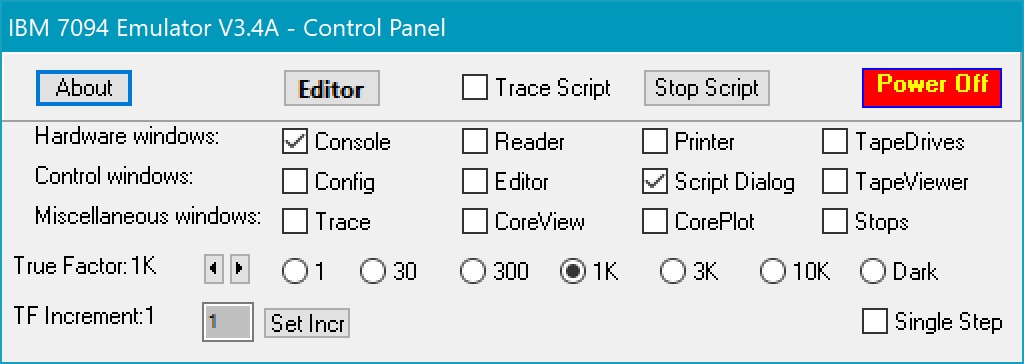 IBM 7094 Emulator V3.4A - Control Panel
About Editor Trace Script Stop Script Power Off
Hardware windows: Console Reader Printer TapeDrives
Control windows: Config Editor Script Dialog TapeViewer
Miscellaneous windows: Trace CoreView CorePlot Stops
True Factor:1K 1 30 300 1K 3K 10K Dark
TF Increment:1 1 Set Incr Single Step